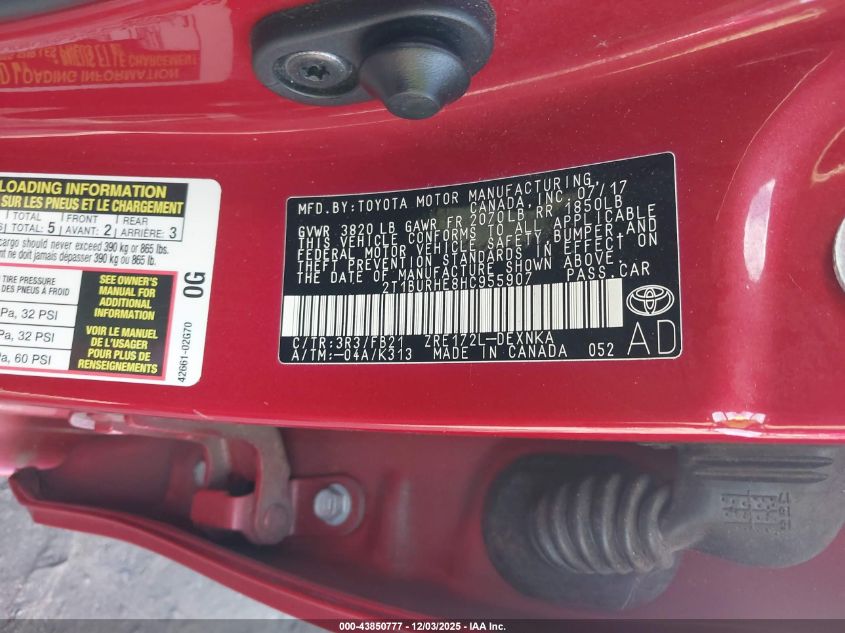 LOADING INFORMATION
SUR LES PNEUS ET LE CHARGEMENT
TOTAL FRONT REAR
TOTAL: 5 AVANT: 2 ARRIÈRE: 3
cargo should never exceed 390 kg or 865 lbs.
ne doit jamais dépasser 390 kg ou 865 lb.
TIRE PRESSURE
DES PNEUS À FROID
32 PSI
32 PSI
60 PSI
SEE OWNER'S
MANUAL FOR
ADDITIONAL
INFORMATION
VOIR LE MANUEL
DE L'USAGER
POUR PLUS DE
RENSEIGNEMENTS
0G
42661-02G70
MFD.BY:TOYOTA MOTOR MANUFACTURING,
CANADA, INC. 07/17
GVWR 3820 LB GAWR FR 2070LB RR 1850LB
THIS VEHICLE CONFORMS TO ALL APPLICABLE
FEDERAL MOTOR VEHICLE SAFETY, BUMPER, AND
THEFT PREVENTION STANDARDS IN EFFECT ON
THE DATE OF MANUFACTURE SHOWN ABOVE.
2T1BURHE8HC955907 PASS.CAR
C/TR:3R3/FB21 ZRE172L-DEXNKA
A/TM:-04A/K313 MADE IN CANADA 052
AD
000-43850777 - 12/03/2025 - IAA Inc.